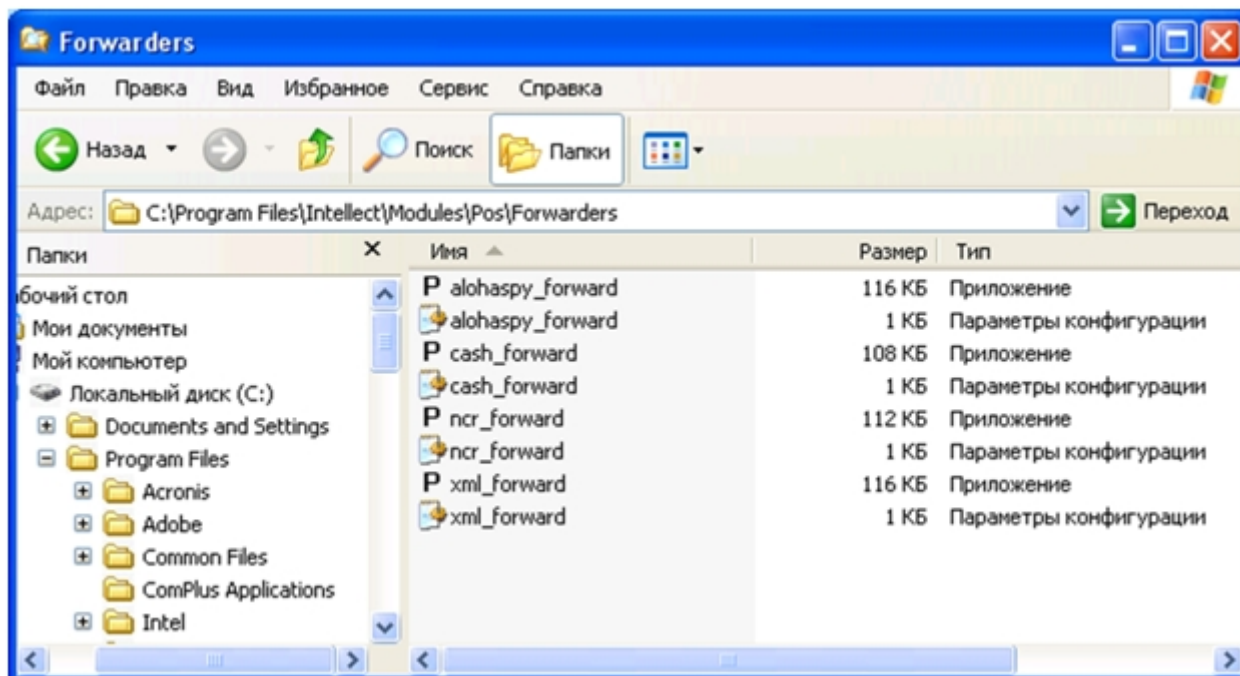 Forwarders
Файл Правка Вид Избранное Сервис Справка
Назад Поиск Папки
Адрес: C:\Program Files\Intellect\Modules\Pos\Forwarders Переход
Папки
бочий стол
Мои документы
Мой компьютер
Локальный диск (C:)
Documents and Settings
Program Files
Acronis
Adobe
Common Files
ComPlus Applications
Intel
Имя Размер Тип
P alohaspy_forward 116 КБ Приложение
alohaspy_forward 1 КБ Параметры конфигурации
P cash_forward 108 КБ Приложение
cash_forward 1 КБ Параметры конфигурации
P ncr_forward 112 КБ Приложение
ncr_forward 1 КБ Параметры конфигурации
P xml_forward 116 КБ Приложение
xml_forward 1 КБ Параметры конфигурации